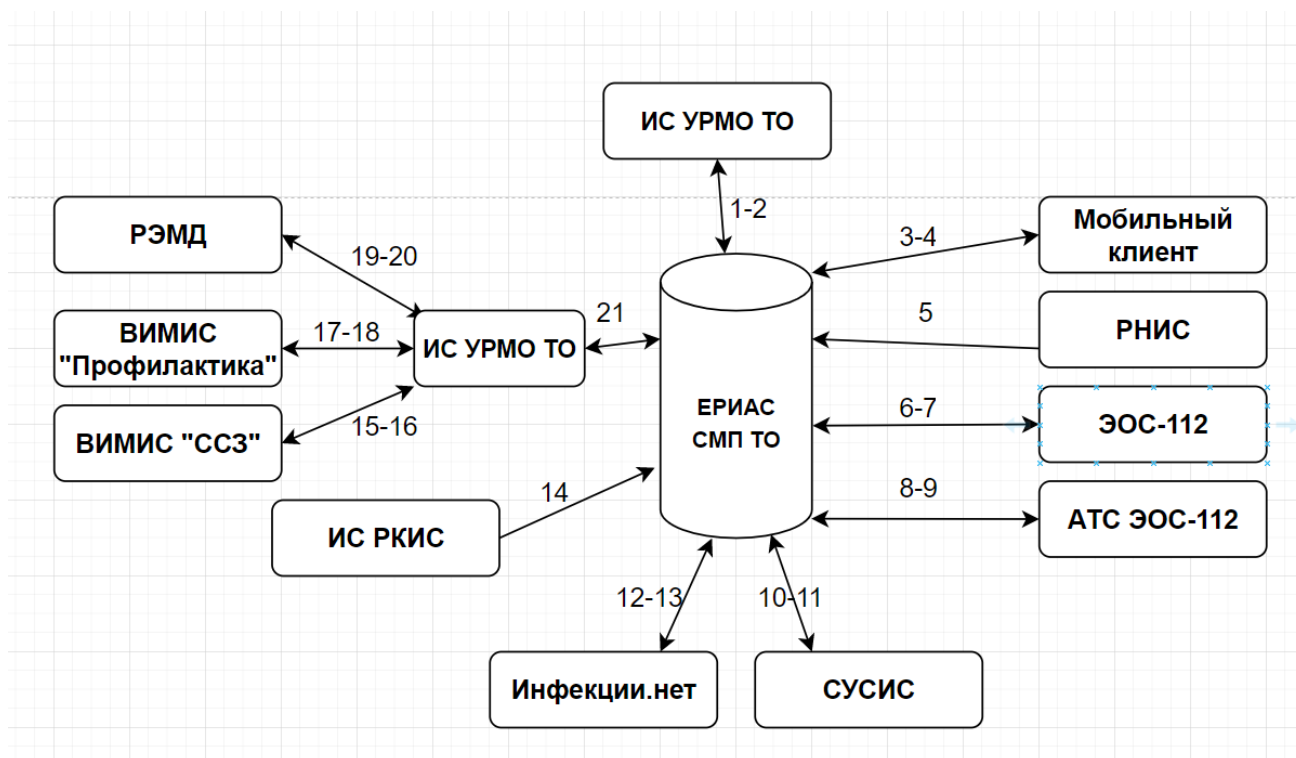 ИС УРМО ТО
1-2
РЭМД
19-20
3-4
Мобильный
клиент
ВИМИС
"Профилактика"
17-18
ИС УРМО ТО
21
5
РНИС
ВИМИС "ССЗ"
15-16
ЕРИАС
СМП ТО
6-7
ЭОС-112
ИС РКИС
14
8-9
АТС ЭОС-112
12-13
10-11
Инфекции.нет
СУСИС